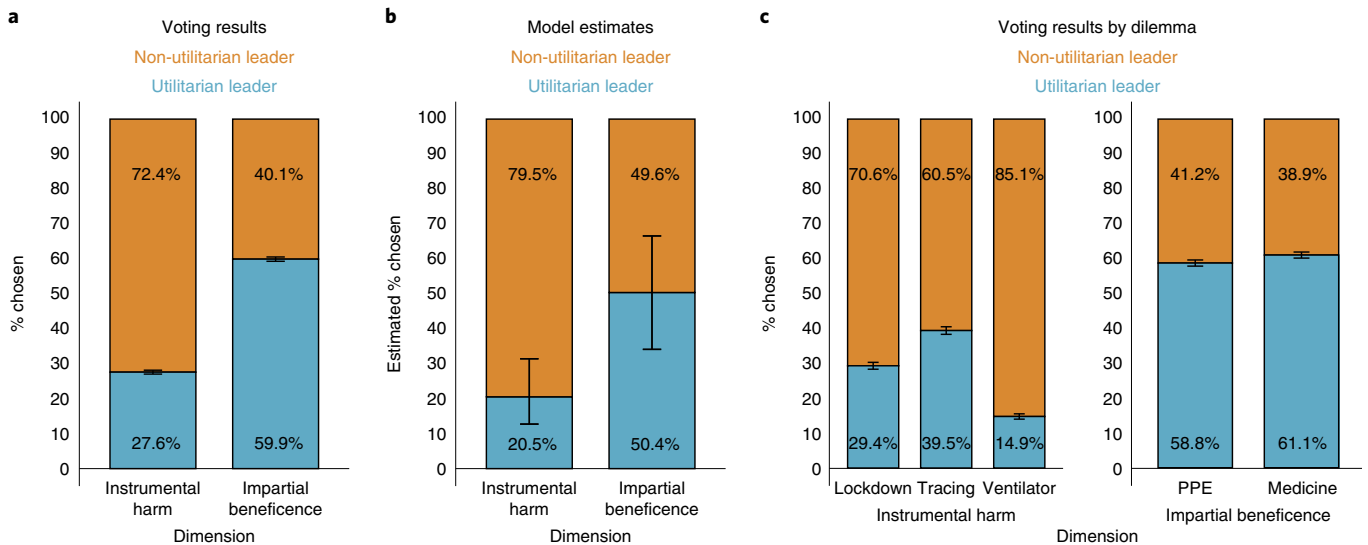 a
Voting results
Non-utilitarian leader
Utilitarian leader
% chosen
100
90
80
70
60
50
40
30
20
10
0
72.4%
40.1%
27.6%
59.9%
Instrumental
harm
Impartial
beneficence
Dimension
b
Model estimates
Non-utilitarian leader
Utilitarian leader
Estimated % chosen
100
90
80
70
60
50
40
30
20
10
0
79.5%
49.6%
20.5%
50.4%
Instrumental
harm
Impartial
beneficence
Dimension
c
Voting results by dilemma
Non-utilitarian leader
Utilitarian leader
% chosen
100
90
80
70
60
50
40
30
20
10
0
70.6% 60.5% 85.1%
29.4% 39.5% 14.9%
Lockdown Tracing Ventilator
Instrumental harm
100
90
80
70
60
50
40
30
20
10
0
41.2% 38.9%
58.8% 61.1%
PPE Medicine
Impartial beneficence
Dimension